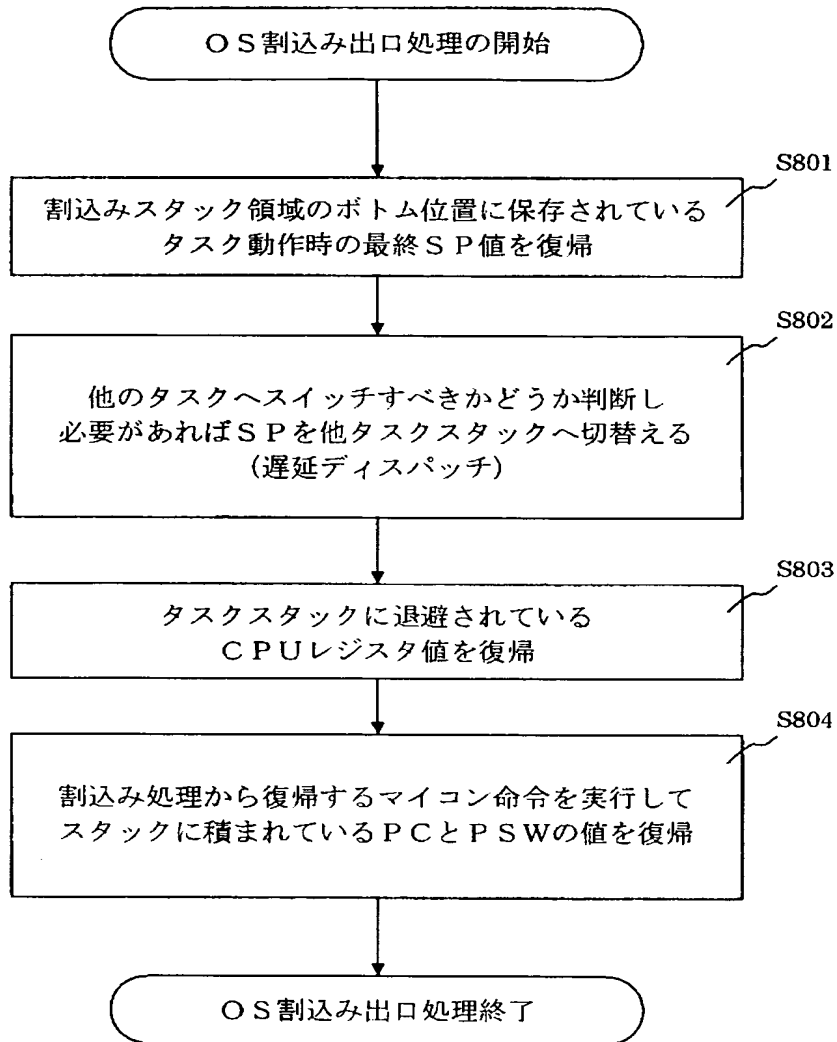 ＯＳ割込み出口処理の開始
S801
割込みスタック領域のボトム位置に保存されている
タスク動作時の最終ＳＰ値を復帰
S802
他のタスクへスイッチすべきかどうか判断し
必要があればＳＰを他タスクスタックへ切替える
(遅延ディスパッチ)
S803
タスクスタックに退避されている
ＣＰＵレジスタ値を復帰
S804
割込み処理から復帰するマイコン命令を実行して
スタックに積まれているＰＣとＰＳＷの値を復帰
ＯＳ割込み出口処理終了